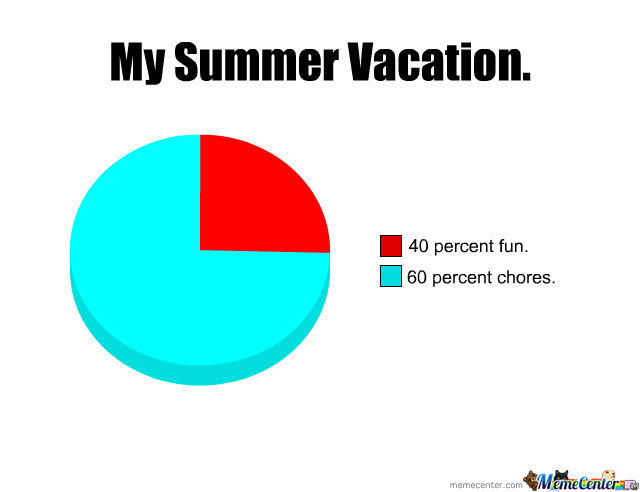 My Summer Vacation.
40 percent fun.
60 percent chores.
memecenter.com MemeCenter